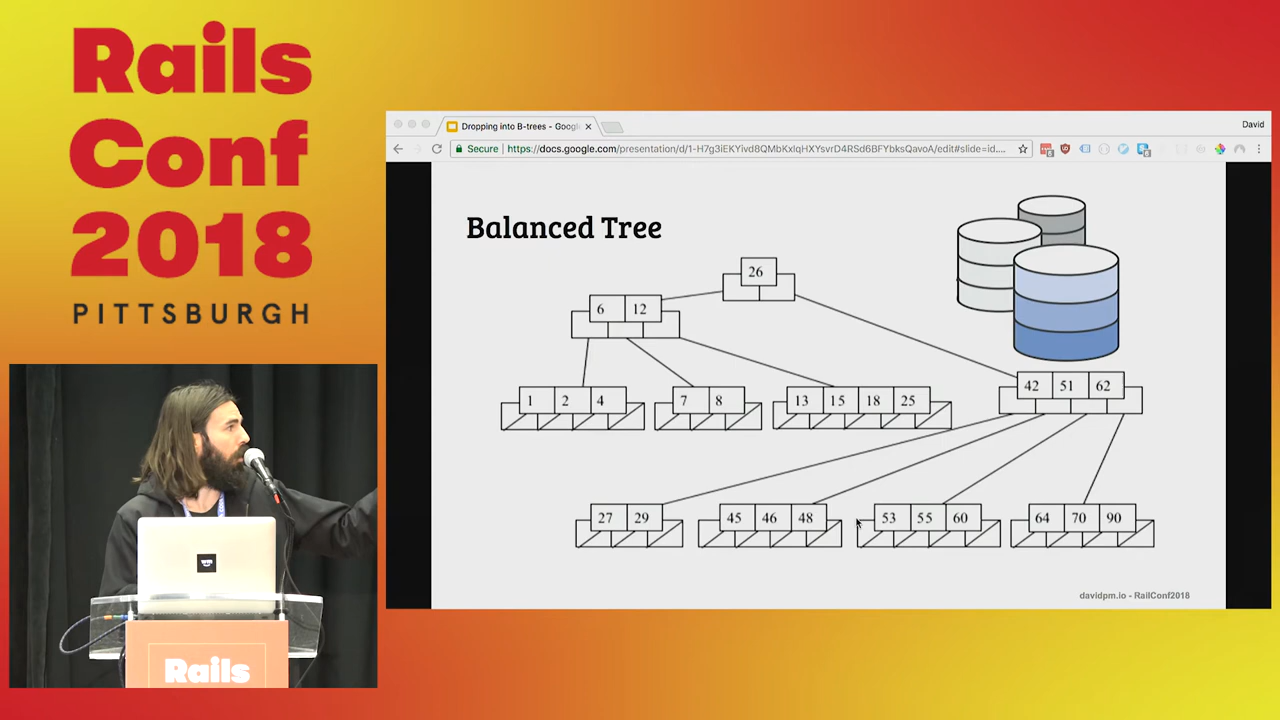 Rails
Conf
2018
PITTSBURGH
Dropping into B-trees - Googl
David
Secure | https://docs.google.com/presentation/d/1-H7g3iEKYivd8QMbKxlqHXYsvrD4RSd6BFYbksQavoA/edit#slide=id....
Balanced Tree
26
6 12
42 51 62
1 2 4
7 8
13 15 18 25
27 29
45 46 48
53 55 60
64 70 90
davidpm.io - RailConf2018
Rails